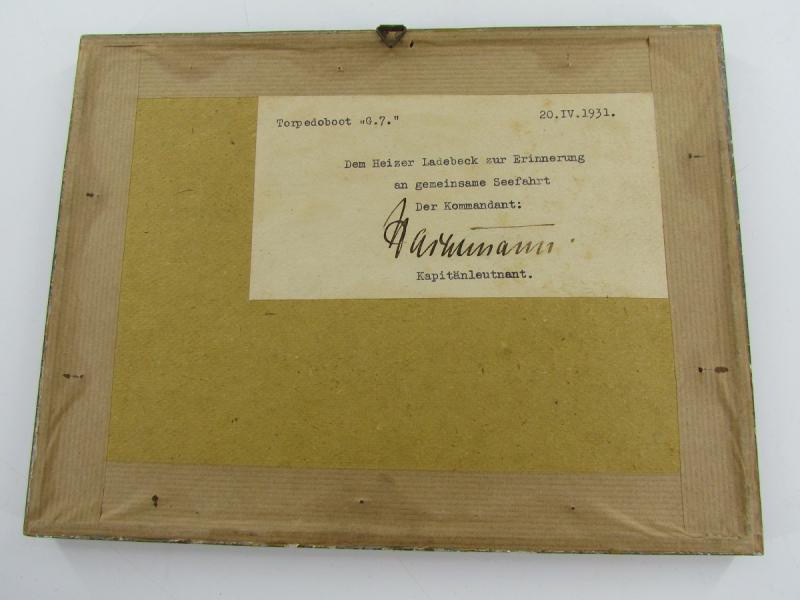 Torpedoboot „G.7."
20.IV.1931.
Dem Heizer Ladebeck zur Erinnerung
an gemeinsame Seefahrt
Der Kommandant:
Kapitänleutnant.